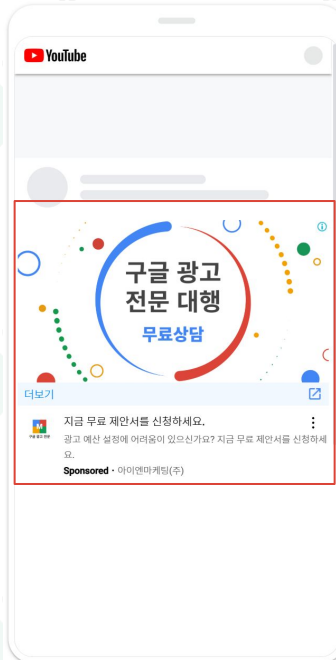 YouTube
구글 광고
전문 대행
무료상담
더보기
지금 무료 제안서를 신청하세요.
광고 예산 설정에 어려움이 있으신가요? 지금 무료 제안서를 신청하세
요.
Sponsored • 아이엔마케팅(주)